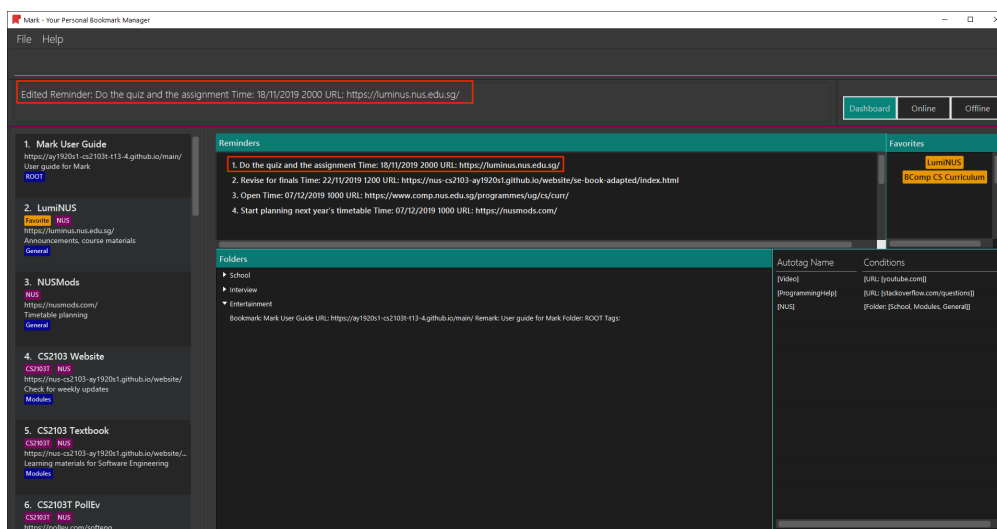 Mark - Your Personal Bookmark Manager
File Help
Edited Reminder: Do the quiz and the assignment Time: 18/11/2019 2000 URL: https://luminus.nus.edu.sg/
Dashboard Online Offline
1. Mark User Guide
https://ay1920s1-cs2103t-t13-4.github.io/main/
User guide for Mark
ROOT
2. LumiNUS
Favorite NUS
https://luminus.nus.edu.sg/
Announcements, course materials
General
3. NUSMods
NUS
https://nusmods.com/
Timetable planning
General
4. CS2103 Website
CS2103T NUS
https://nus-cs2103-ay1920s1.github.io/website/
Check for weekly updates
Modules
5. CS2103 Textbook
CS2103T NUS
https://nus-cs2103-ay1920s1.github.io/website/...
Learning materials for Software Engineering
Modules
6. CS2103T PollEv
CS2103T NUS
https://pollev.com/softeng
Reminders
1. Do the quiz and the assignment Time: 18/11/2019 2000 URL: https://luminus.nus.edu.sg/
2. Revise for finals Time: 22/11/2019 1200 URL: https://nus-cs2103-ay1920s1.github.io/website/se-book-adapted/index.html
3. Open Time: 07/12/2019 1000 URL: https://www.comp.nus.edu.sg/programmes/ug/cs/curr/
4. Start planning next year's timetable Time: 07/12/2019 1000 URL: https://nusmods.com/
Favorites
LumiNUS
BComp CS Curriculum
Folders
School
Interview
Entertainment
Bookmark: Mark User Guide URL: https://ay1920s1-cs2103t-t13-4.github.io/main/ Remark: User guide for Mark Folder: ROOT Tags:
Autotag Name Conditions
[Video] [URL: [youtube.com]]
[ProgrammingHelp] [URL: [stackoverflow.com/questions]]
[NUS] [Folder: [School, Modules, General]]